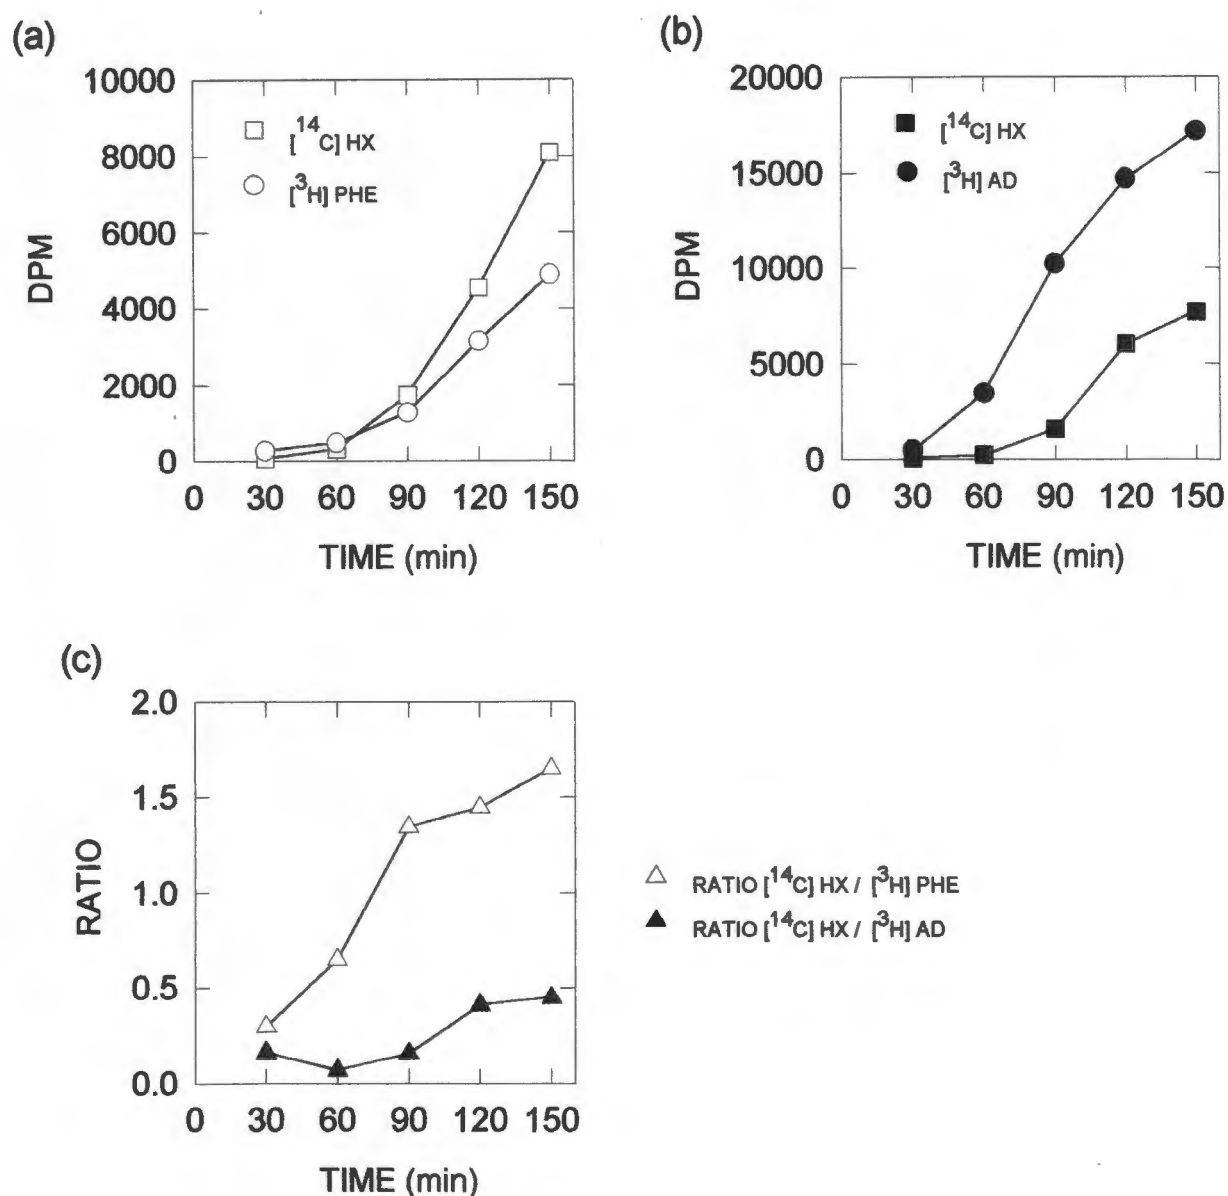 (a)
10000
8000
6000
4000
2000
0
DPM
[¹⁴C] HX
[³H] PHE
0 30 60 90 120 150
TIME (min)
(b)
20000
15000
10000
5000
0
DPM
[¹⁴C] HX
[³H] AD
0 30 60 90 120 150
TIME (min)
(c)
2.0
1.5
1.0
0.5
0.0
RATIO
0 30 60 90 120 150
TIME (min)
RATIO [¹⁴C] HX / [³H] PHE
RATIO [¹⁴C] HX / [³H] AD